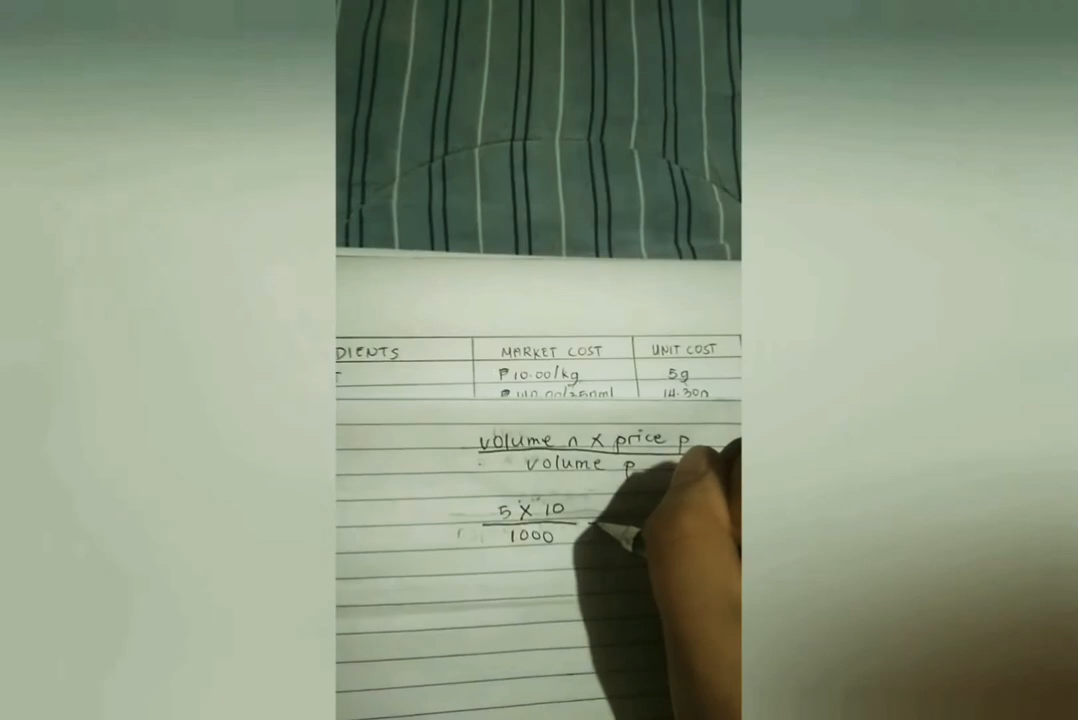 DIENTS MARKET COST UNIT COST
₱10.00/kg 5g
volume n x price p
volume p
5 x 10
1000